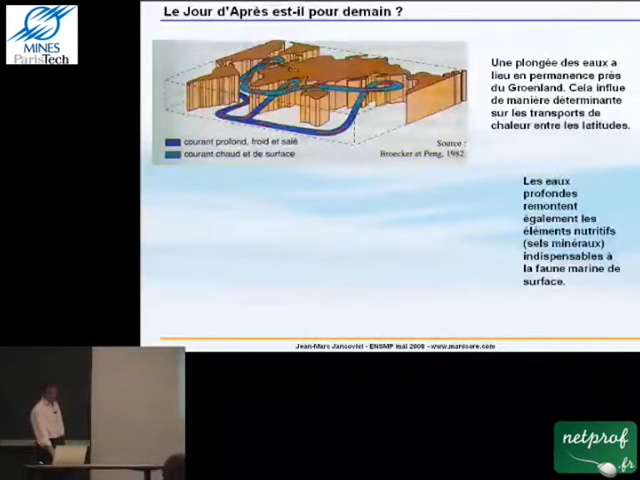 MINES
ParisTech
Le Jour d'Après est-il pour demain ?
courant profond, froid et salé
courant chaud et de surface
Source :
Broecker et Peng, 1982.
Une plongée des eaux a
lieu en permanence près
du Groenland. Cela influe
de manière déterminante
sur les transports de
chaleur entre les latitudes.
Les eaux
profondes
remontent
également les
éléments nutritifs
(sels minéraux)
indispensables à
la faune marine de
surface.
Jean-Marc Jancovici - ENSMP mai 2008 - www.manicore.com
netprof
.fr